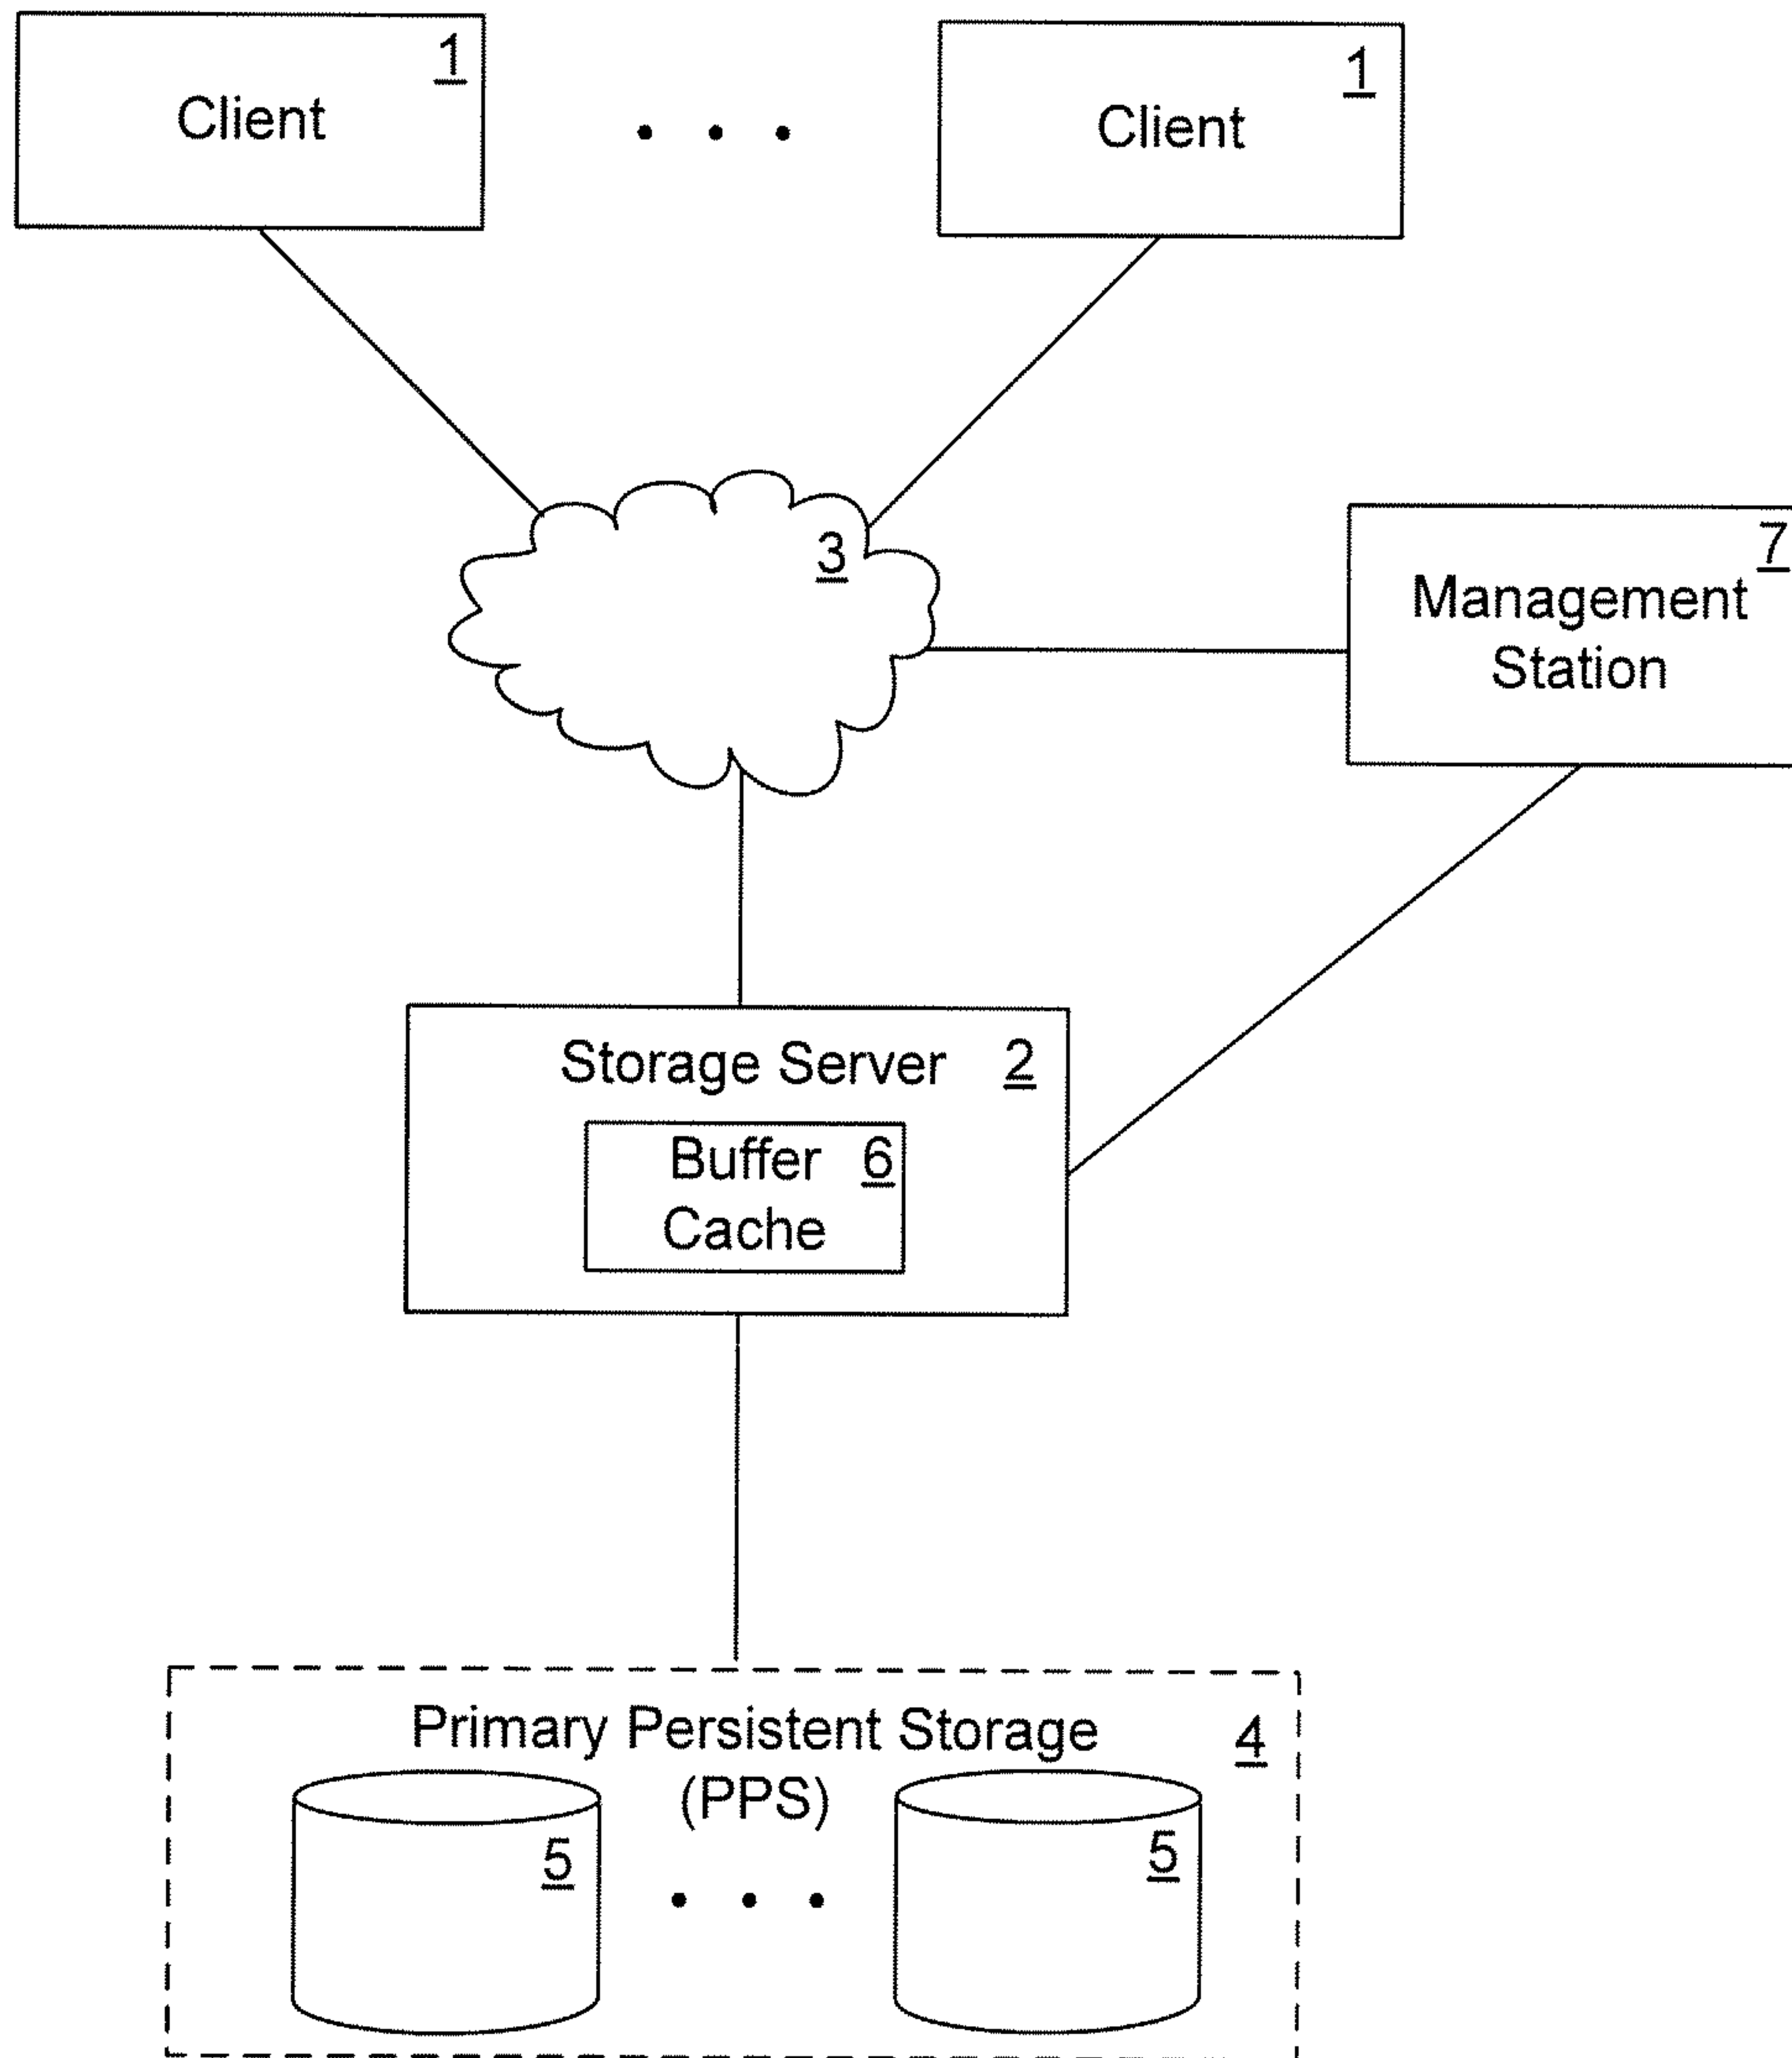 1
Client
. . .
1
Client
3
7
Management
Station
Storage Server 2
Buffer 6
Cache
Primary Persistent Storage 4
(PPS)
5
. . .
5